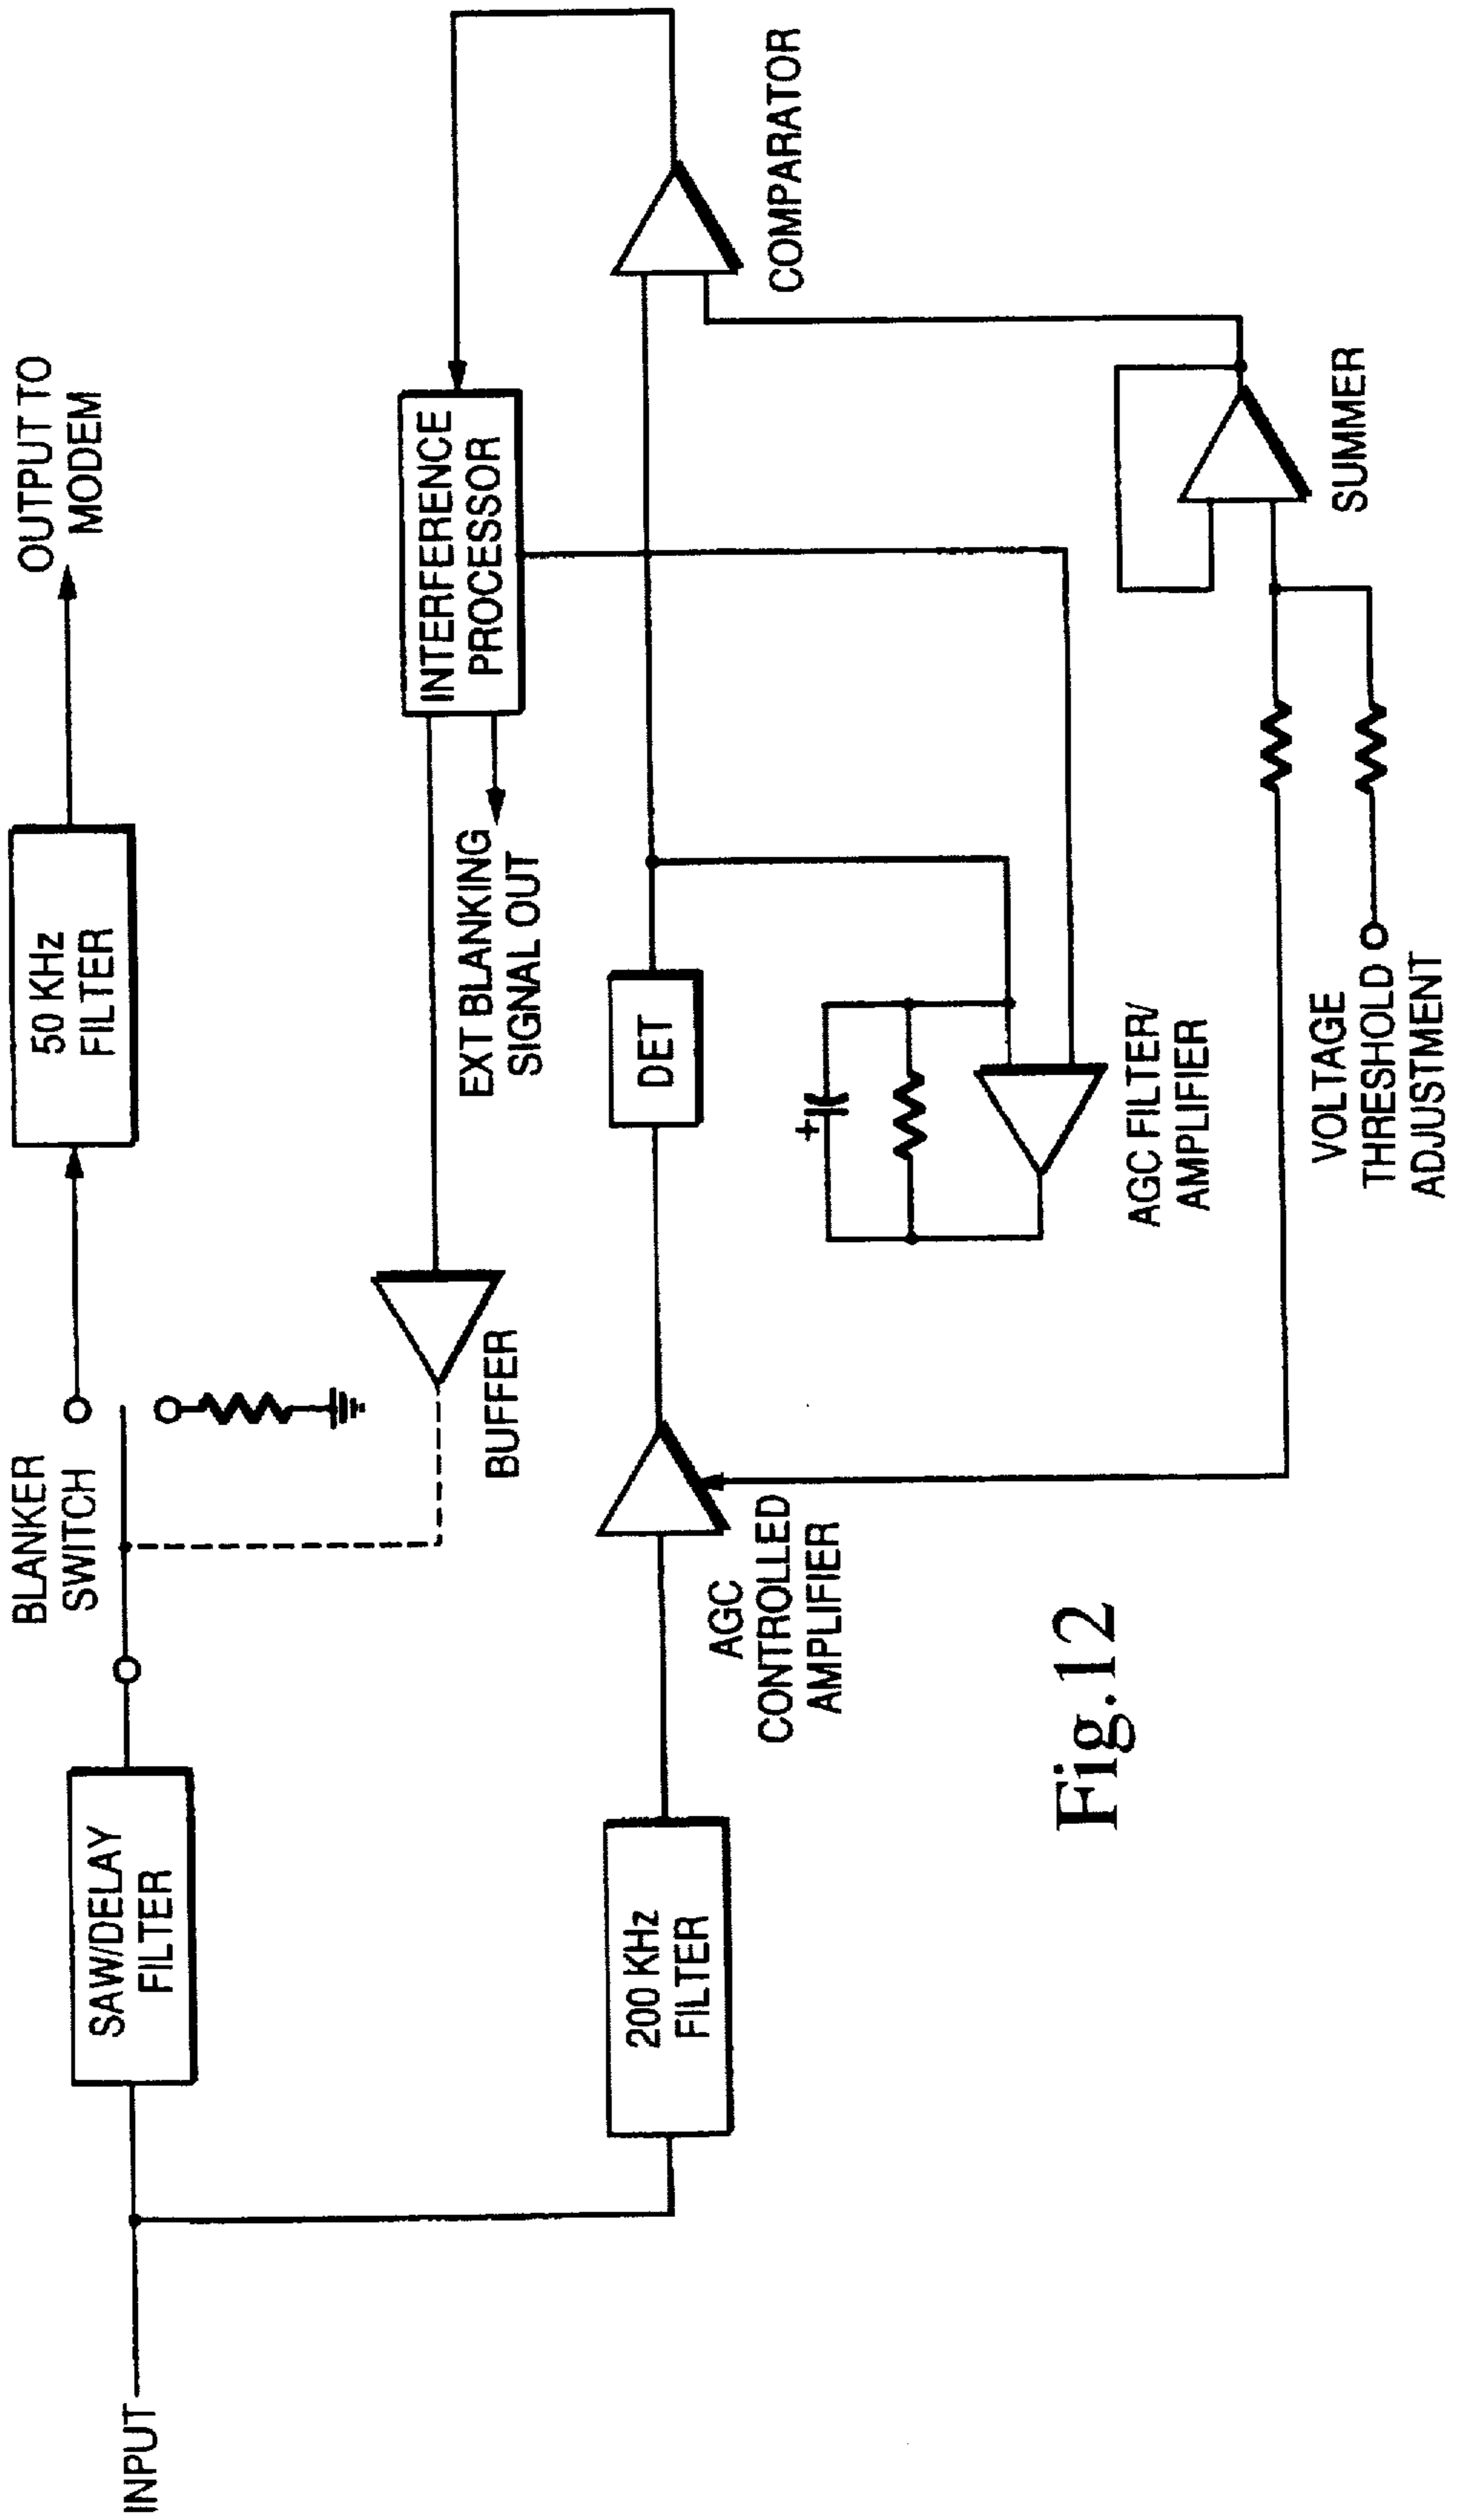 INPUT
SAW/DELAY
FILTER
BLANKER
SWITCH
50 KHz
FILTER
OUTPUT TO
MODEM
BUFFER
EXT BLANKING
SIGNAL OUT
INTERFERENCE
PROCESSOR
200 KHz
FILTER
AGC
CONTROLLED
AMPLIFIER
DET
+
COMPARATOR
AGC FILTER/
AMPLIFIER
SUMMER
VOLTAGE
THRESHOLD
ADJUSTMENT
Fig.12